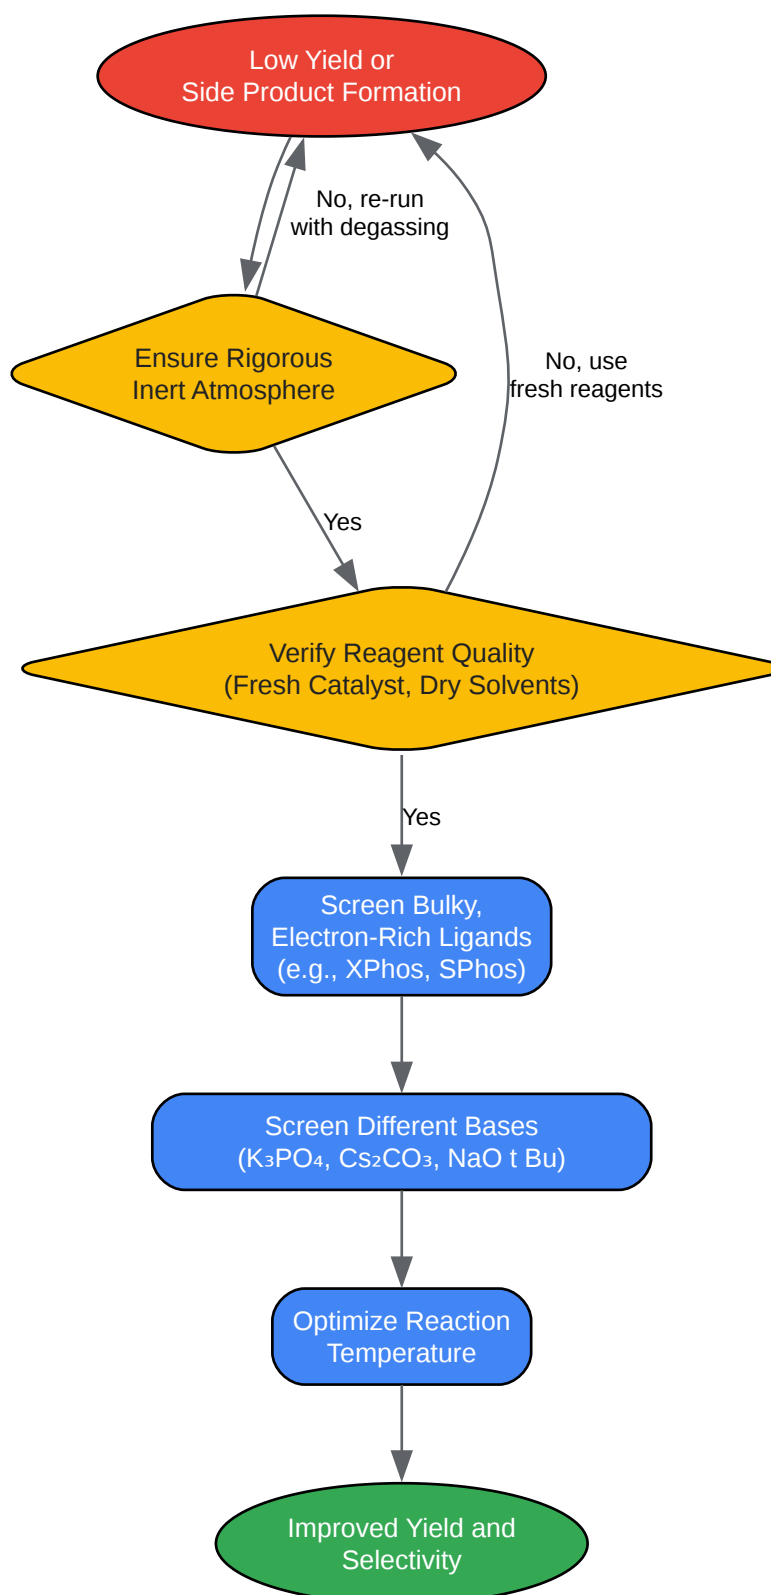 Low Yield or
Side Product Formation
No, re-run
with degassing
Ensure Rigorous
Inert Atmosphere
No, use
fresh reagents
Yes
Verify Reagent Quality
(Fresh Catalyst, Dry Solvents)
Yes
Screen Bulky,
Electron-Rich Ligands
(e.g., XPhos, SPhos)
Screen Different Bases
(K₃PO₄, Cs₂CO₃, NaO t Bu)
Optimize Reaction
Temperature
Improved Yield and
Selectivity